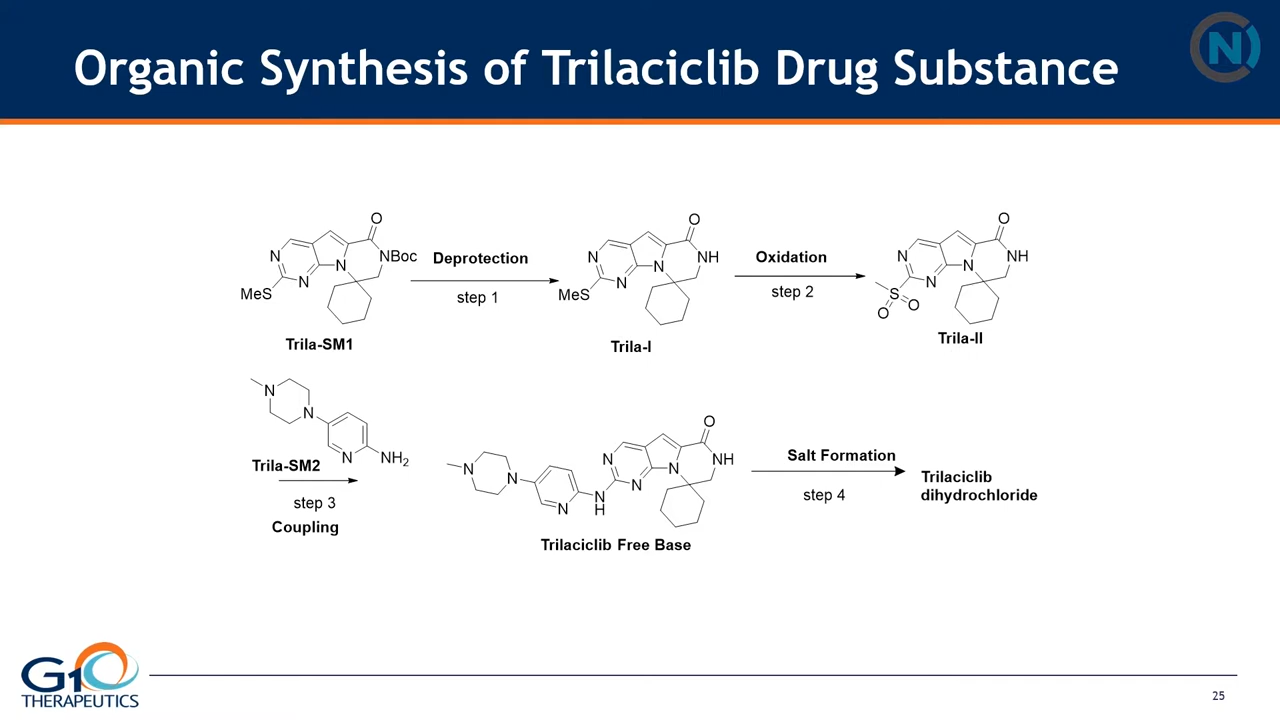 Organic Synthesis of Trilaciclib Drug Substance
N
O
N
N
N
NBoc
MeS
Trila-SM1
Deprotection
step 1
O
N
N
N
NH
MeS
Trila-I
Oxidation
step 2
O
N
N
N
NH
S
O
O
Trila-II
N
N
N
NH2
Trila-SM2
step 3
Coupling
N
N
N
N
H
O
N
N
N
NH
Trilaciclib Free Base
Salt Formation
step 4
Trilaciclib
dihydrochloride
G1
THERAPEUTICS
25